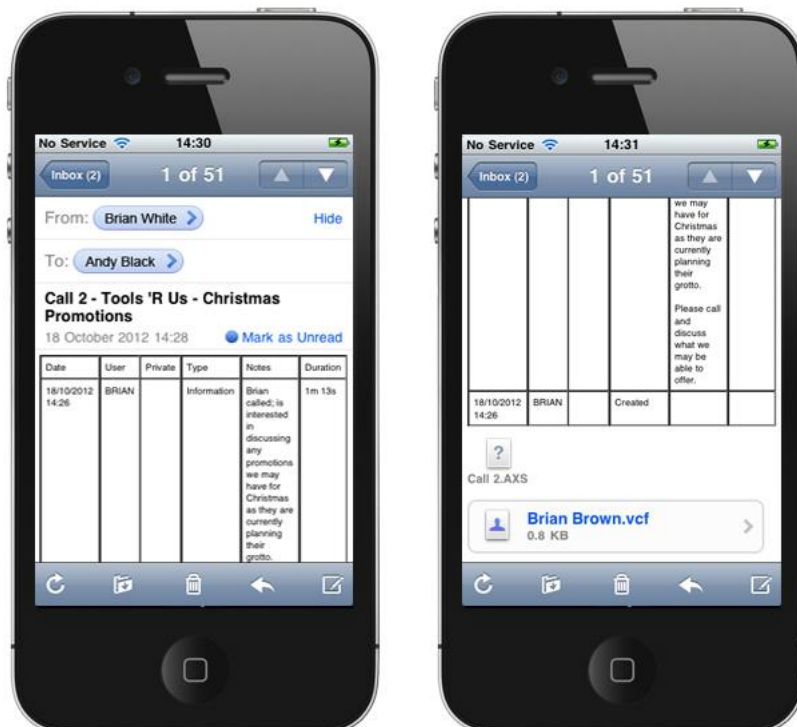 No Service 14:30
Inbox (2) 1 of 51
From: Brian White Hide
To: Andy Black
Call 2 - Tools 'R Us - Christmas
Promotions
18 October 2012 14:28 Mark as Unread
Date User Private Type Notes Duration
18/10/2012 BRIAN Information Brian 1m 13s
14:26 called; is
interested
in
discussing
any
promotions
we may
have for
Christmas
as they are
currently
planning
their
grotto.
No Service 14:31
Inbox (2) 1 of 51
we may
have for
Christmas
as they are
currently
planning
their
grotto.
Please call
and
discuss
what we
may be
able to
offer.
18/10/2012 BRIAN Created
14:26
?
Call 2.AXS
Brian Brown.vcf
0.8 KB